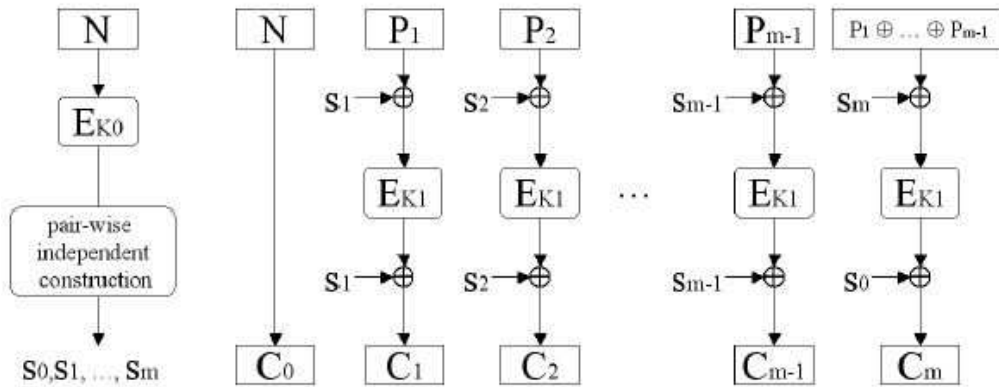 N N P1 P2 Pm-1 P1 ⊕ ... ⊕ Pm-1
EK0 S1 S2 Sm-1 Sm
EK1 EK1 ... EK1 EK1
pair-wise
independent
construction
S1 S2 Sm-1 S0
S0,S1, ..., Sm C0 C1 C2 Cm-1 Cm